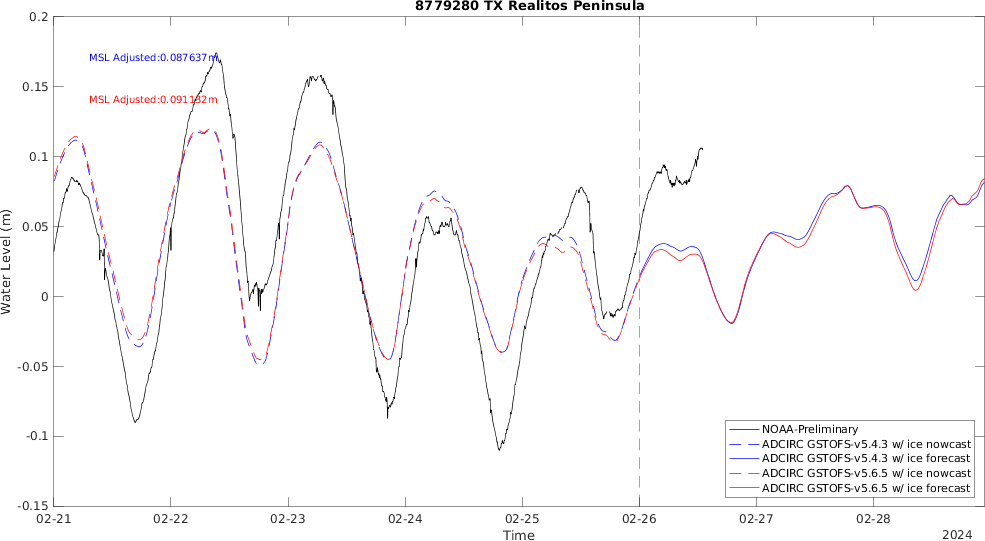 8779280 TX Realitos Peninsula
MSL Adjusted:0.087637m
MSL Adjusted:0.091132m
Water Level (m)
0.2
0.15
0.1
0.05
0
-0.05
-0.1
-0.15
02-21
02-22
02-23
02-24
02-25
02-26
02-27
02-28
Time
2024
NOAA-Preliminary
ADCIRC GSTOFS-v5.4.3 w/ ice nowcast
ADCIRC GSTOFS-v5.4.3 w/ ice forecast
ADCIRC GSTOFS-v5.6.5 w/ ice nowcast
ADCIRC GSTOFS-v5.6.5 w/ ice forecast